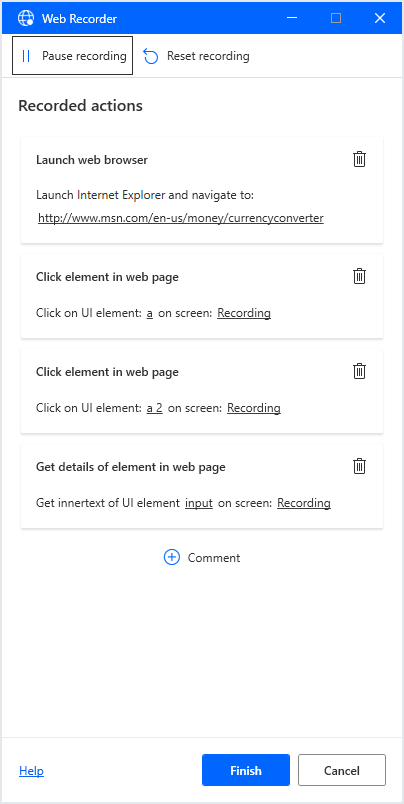 Web Recorder
Pause recording Reset recording
Recorded actions
Launch web browser
Launch Internet Explorer and navigate to:
http://www.msn.com/en-us/money/currencyconverter
Click element in web page
Click on UI element: a on screen: Recording
Click element in web page
Click on UI element: a 2 on screen: Recording
Get details of element in web page
Get innertext of UI element input on screen: Recording
Comment
Help Finish Cancel